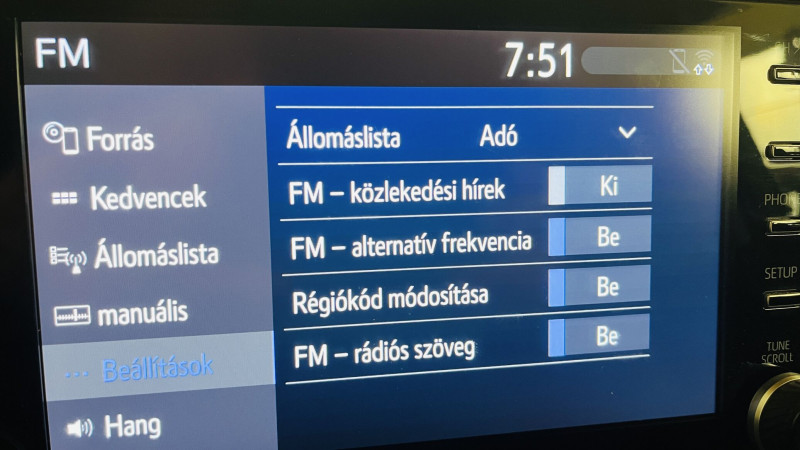 FM 7:51
Forrás
Kedvencek
Állomáslista
manuális
Beállítások
Hang
Állomáslista Adó
FM – közlekedési hírek Ki
FM – alternatív frekvencia Be
Régiókód módosítása Be
FM – rádiós szöveg Be
SETUP
TUNE
SCROLL